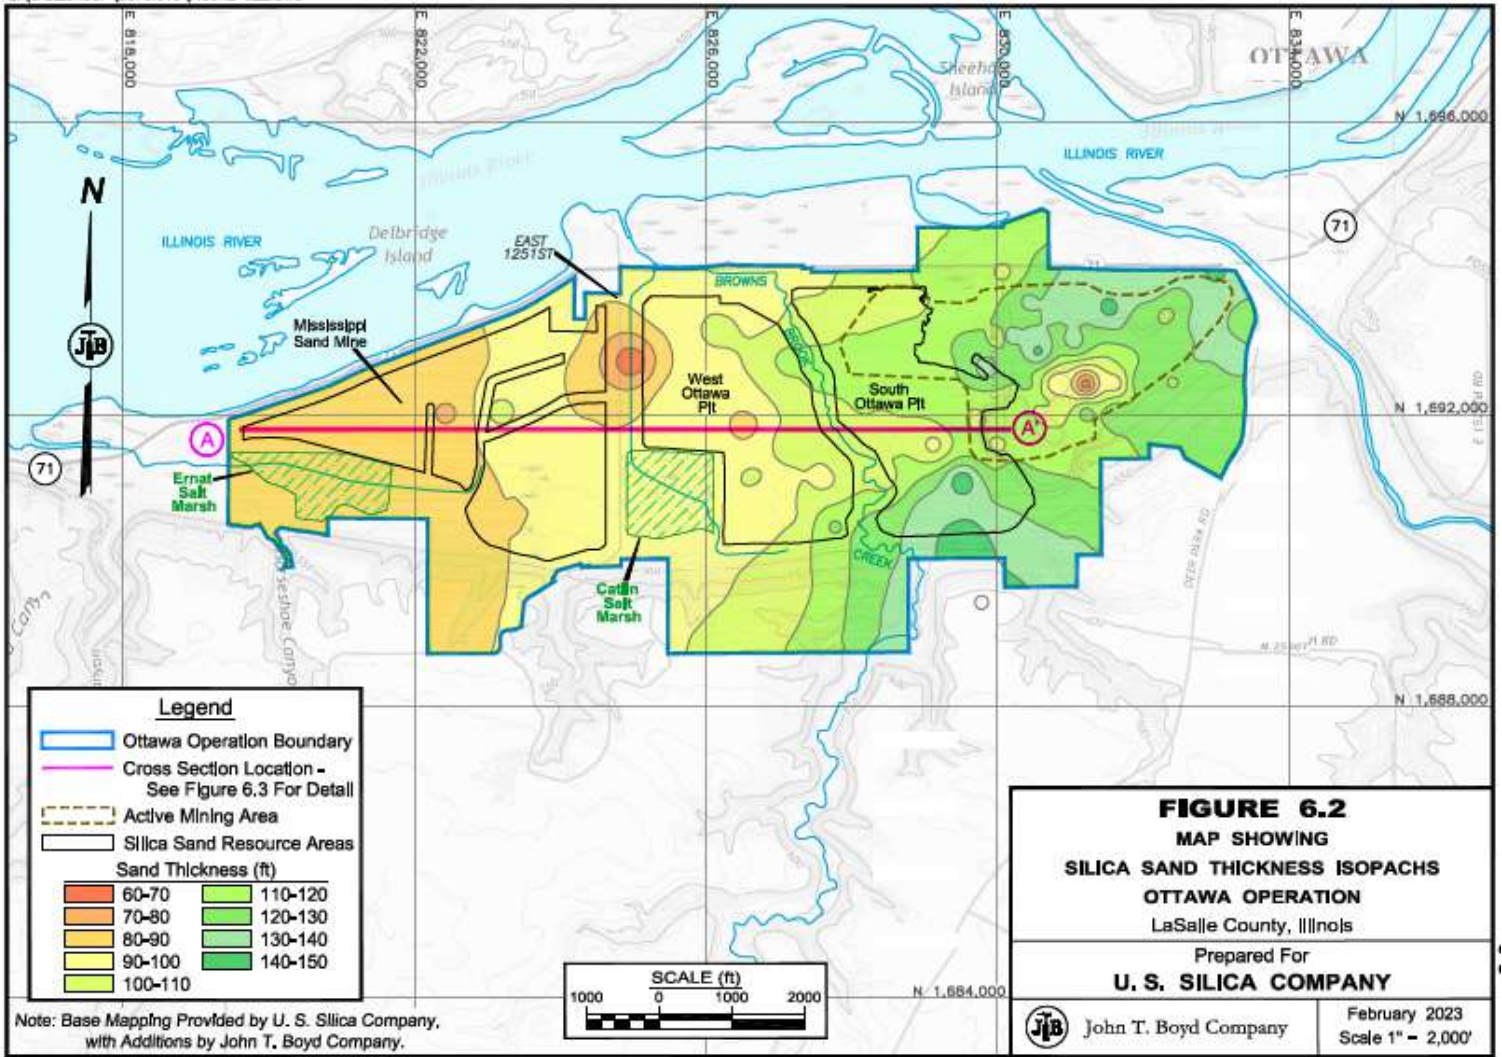 E 818,000
E 822,000
E 826,000
E 830,000
E 834,000
OTTAWA
Island
N 1,696,000
ILLINOIS RIVER
Illinois River
N
71
Delbridge
Island
ILLINOIS RIVER
EAST
1251ST
BROWNS
BROOK
Mississippi
Sand Mine
West
Ottawa
Pit
South
Ottawa Pit
N 1,692,000
E 1251 RD
A
A'
71
JTB
Ernat
Salt
Marsh
CREEK
Catlin
Salt
Marsh
DEER PARK RD
N 1,688,000
Legend
Ottawa Operation Boundary
Cross Section Location -
See Figure 6.3 For Detail
Active Mining Area
Silica Sand Resource Areas
Sand Thickness (ft)
60-70
70-80
80-90
90-100
100-110
110-120
120-130
130-140
140-150
Note: Base Mapping Provided by U. S. Silica Company,
with Additions by John T. Boyd Company.
SCALE (ft)
1000 0 1000 2000
N 1,684,000
FIGURE 6.2
MAP SHOWING
SILICA SAND THICKNESS ISOPACHS
OTTAWA OPERATION
LaSalle County, Illinois
Prepared For
U. S. SILICA COMPANY
JTB
John T. Boyd Company
February 2023
Scale 1" = 2,000'